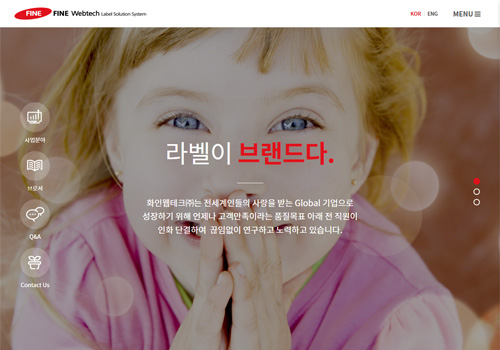 FINE FINE Webtech Label Solution System
KOR ENG MENU
라벨이 브랜드다.
화인웹테크㈜는 전세계인들의 사랑을 받는 Global 기업으로
성장하기 위해 언제나 고객만족이라는 품질목표 아래 전 직원이
인화 단결하여 끊임없이 연구하고 노력하고 있습니다.
사업분야
브로셔
Q&A
Contact Us